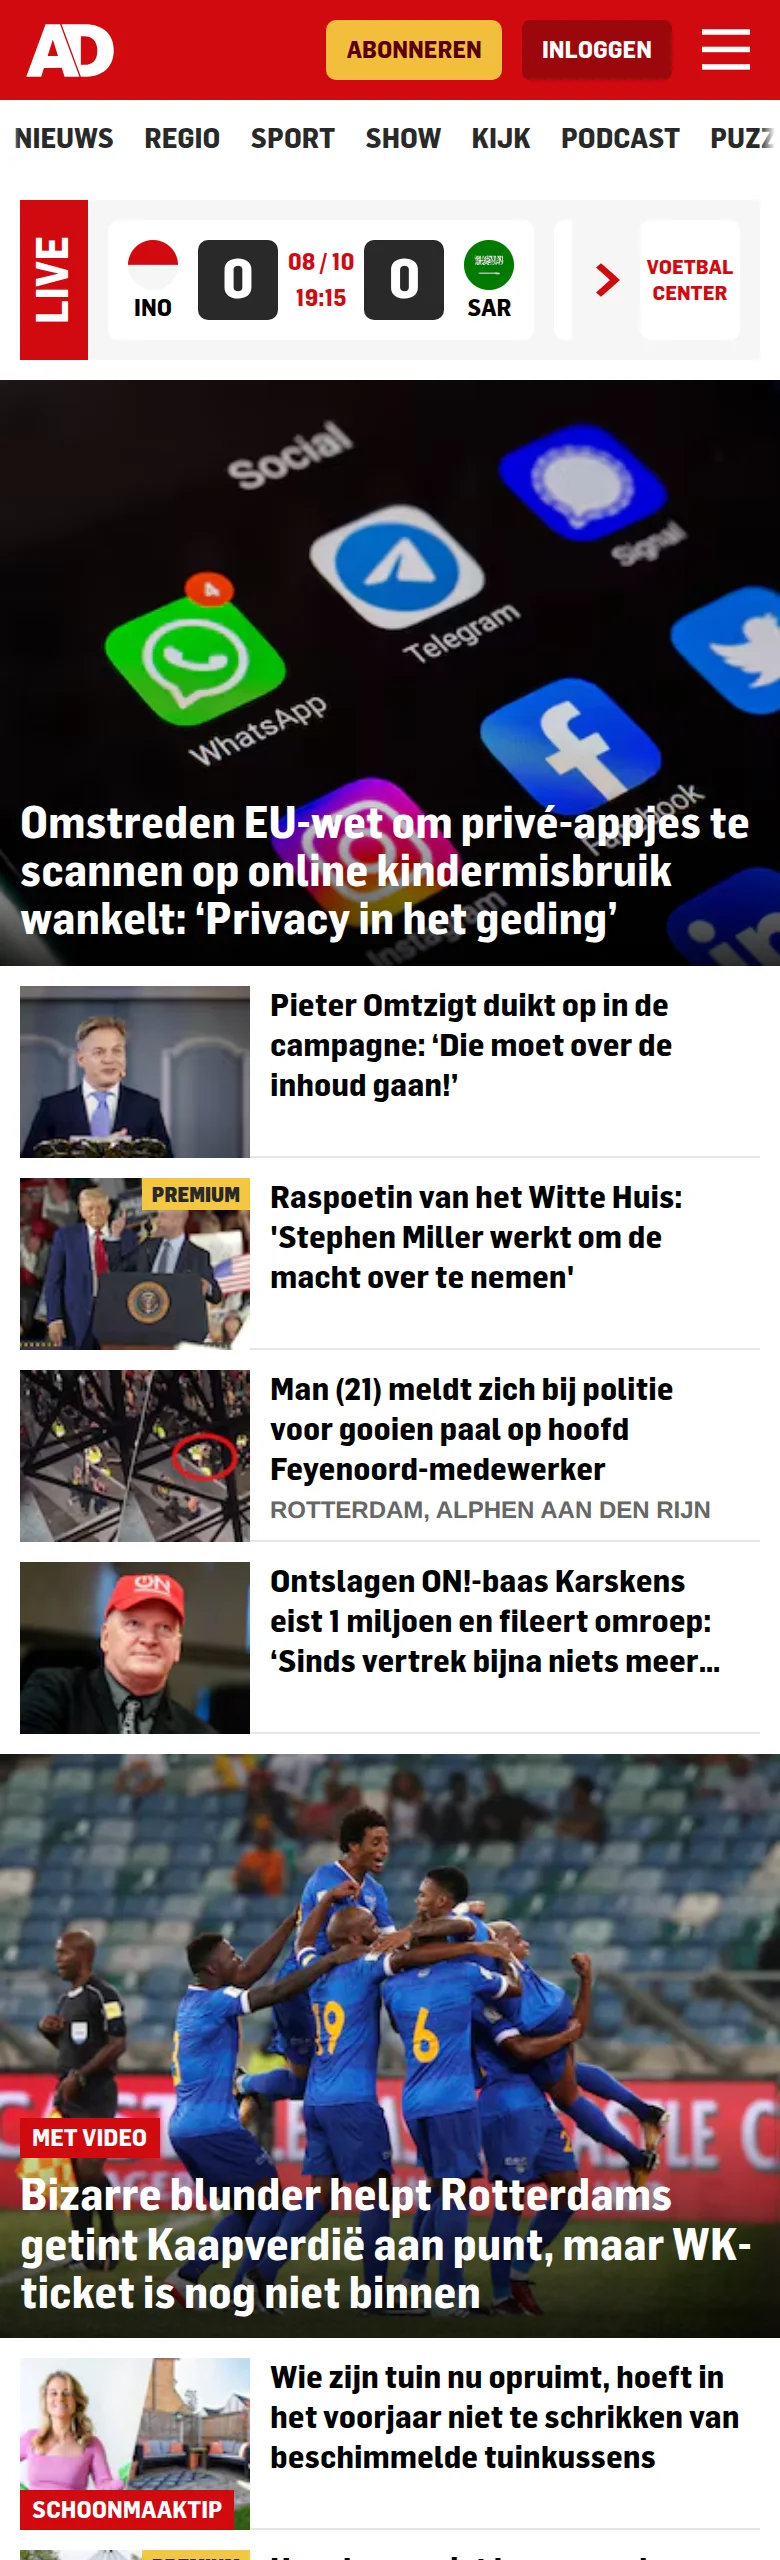 AD
ABONNEREN
INLOGGEN
NIEUWS REGIO SPORT SHOW KIJK PODCAST PUZZ
LIVE
INO
0
08 / 10
19:15
0
SAR
VOETBAL
CENTER
Social
Signal
4
Telegram
WhatsApp
Facebook
Instagram
in
Omstreden EU-wet om privé-appjes te
scannen op online kindermisbruik
wankelt: ‘Privacy in het geding’
Pieter Omtzigt duikt op in de
campagne: ‘Die moet over de
inhoud gaan!’
PREMIUM
Raspoetin van het Witte Huis:
'Stephen Miller werkt om de
macht over te nemen'
Man (21) meldt zich bij politie
voor gooien paal op hoofd
Feyenoord-medewerker
ROTTERDAM, ALPHEN AAN DEN RIJN
ON
Ontslagen ON!-baas Karskens
eist 1 miljoen en fileert omroep:
‘Sinds vertrek bijna niets meer...
19
6
MET VIDEO
Bizarre blunder helpt Rotterdams
getint Kaapverdië aan punt, maar WK-
ticket is nog niet binnen
SCHOONMAAKTIP
Wie zijn tuin nu opruimt, hoeft in
het voorjaar niet te schrikken van
beschimmelde tuinkussens
PREMIUM